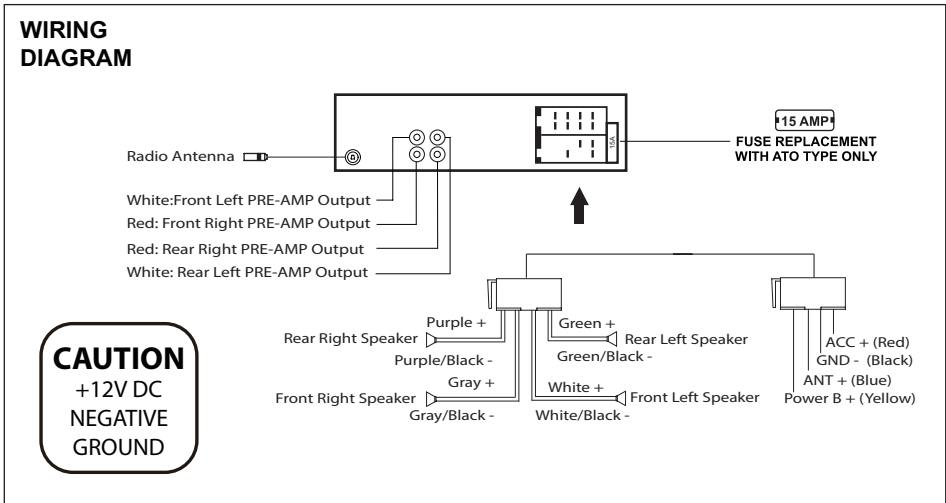 WIRING
DIAGRAM
15A
15 AMP
FUSE REPLACEMENT
WITH ATO TYPE ONLY
Radio Antenna
White:Front Left PRE-AMP Output
Red: Front Right PRE-AMP Output
Red: Rear Right PRE-AMP Output
White: Rear Left PRE-AMP Output
Purple +
Rear Right Speaker
Purple/Black -
Gray +
Front Right Speaker
Gray/Black -
Green +
Rear Left Speaker
Green/Black -
White +
Front Left Speaker
White/Black -
ACC + (Red)
GND - (Black)
ANT + (Blue)
Power B + (Yellow)
CAUTION
+12V DC
NEGATIVE
GROUND